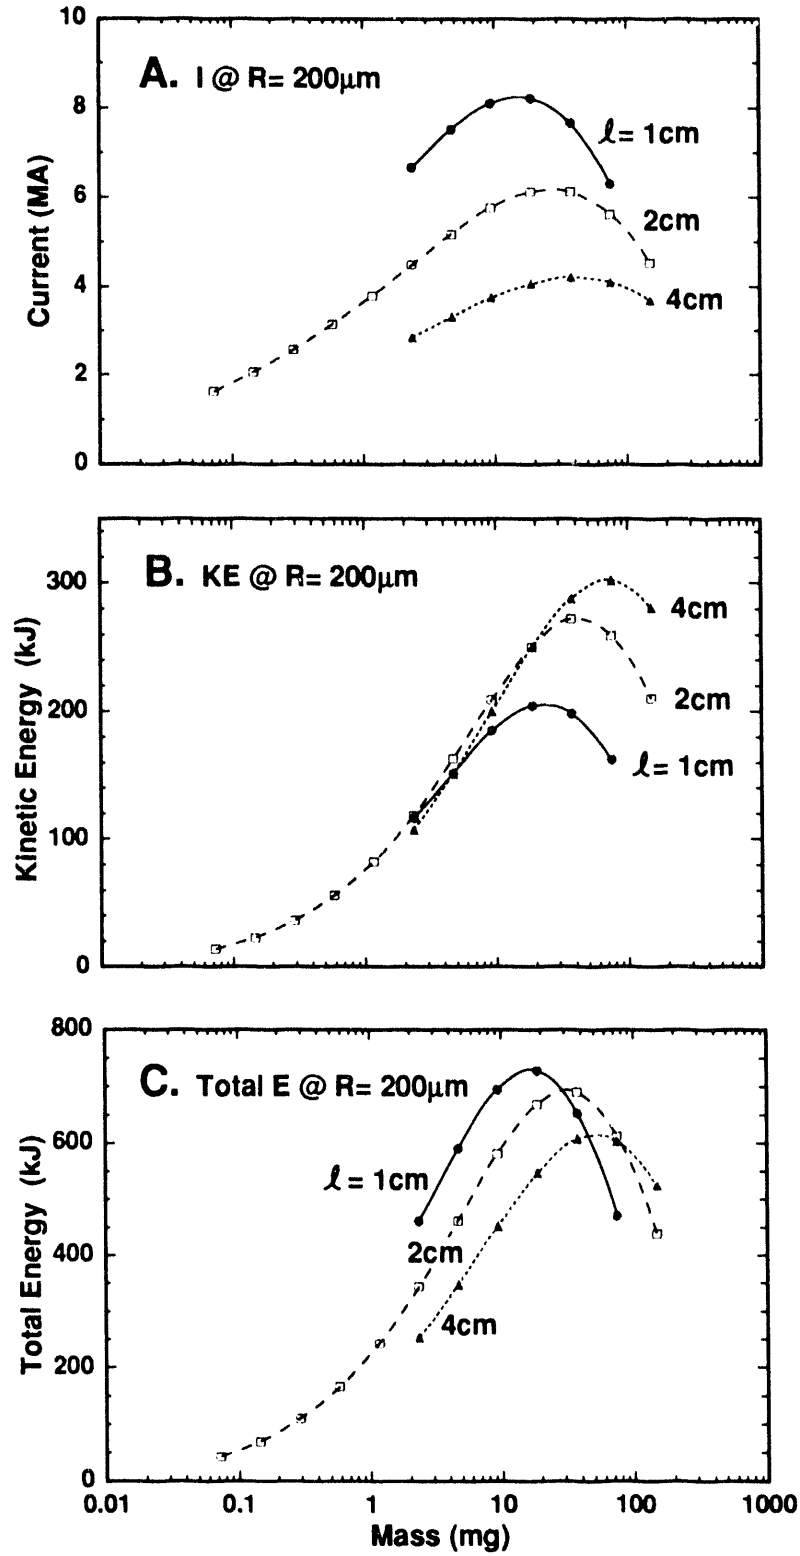 10
8
6
4
2
0
Current (MA)
A. I @ R= 200μm
ℓ= 1cm
2cm
4cm
300
200
100
0
Kinetic Energy (kJ)
B. KE @ R= 200μm
4cm
2cm
ℓ= 1cm
800
600
400
200
0
Total Energy (kJ)
C. Total E @ R= 200μm
ℓ= 1cm
2cm
4cm
0.01 0.1 1 10 100 1000
Mass (mg)